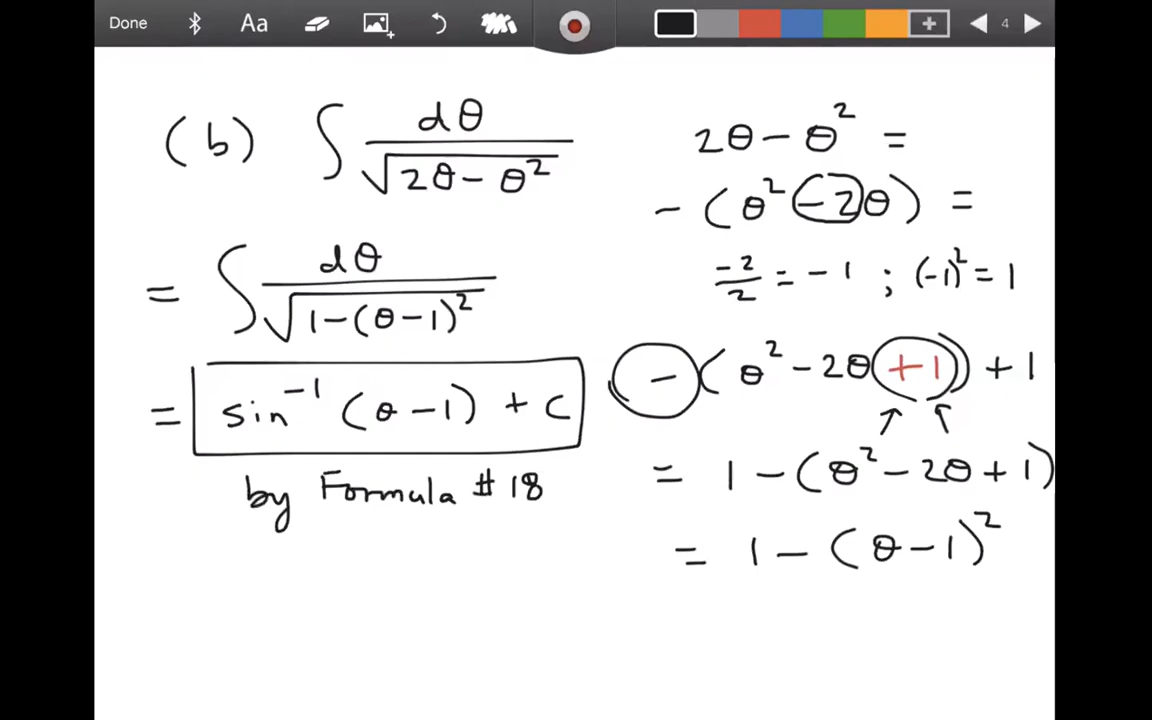 Done Aa 4
(b) ∫ dθ / √(2θ − θ²)
= ∫ dθ / √(1−(θ−1)²)
= sin⁻¹ (θ−1) + C
by Formula #18
2θ − θ² =
− (θ² −2θ) =
−2/2 = −1 ; (−1)² = 1
− (θ² − 2θ +1) + 1
= 1 − (θ² − 2θ + 1)
= 1 − (θ−1)²